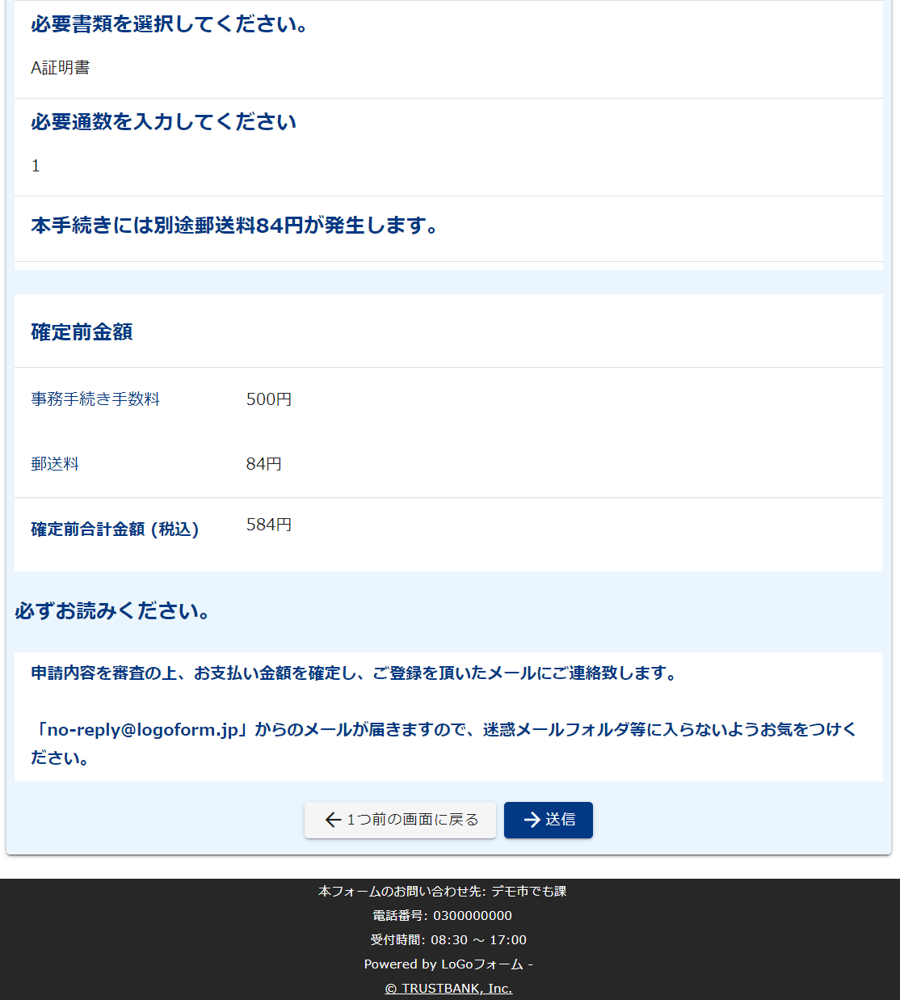 必要書類を選択してください。
A証明書
必要通数を入力してください
1
本手続きには別途郵送料84円が発生します。
確定前金額
事務手続き手数料 500円
郵送料 84円
確定前合計金額 (税込) 584円
必ずお読みください。
申請内容を審査の上、お支払い金額を確定し、ご登録を頂いたメールにご連絡致します。
「no-reply@logoform.jp」からのメールが届きますので、迷惑メールフォルダ等に入らないようお気をつけく
ださい。
←1つ前の画面に戻る →送信
本フォームのお問い合わせ先: デモ市でも課
電話番号: 0300000000
受付時間: 08:30 ～ 17:00
Powered by LoGoフォーム -
© TRUSTBANK, Inc.